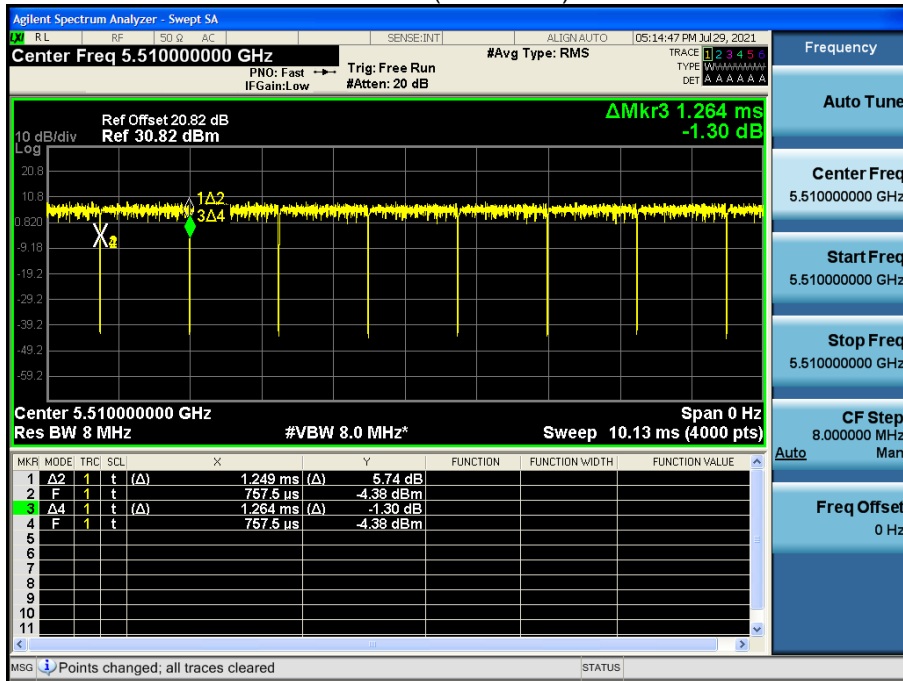 Agilent Spectrum Analyzer - Swept SA
LXI RL RF 50 Ω AC SENSE:INT ALIGN AUTO 05:14:47 PM Jul 29, 2021
Center Freq 5.510000000 GHz #Avg Type: RMS TRACE 1 2 3 4 5 6
PNO: Fast Trig: Free Run TYPE WWWWWW
IFGain:Low #Atten: 20 dB DET A A A A A A
Frequency
Auto Tune
Center Freq
5.510000000 GHz
Start Freq
5.510000000 GHz
Stop Freq
5.510000000 GHz
CF Step
8.000000 MHz
Auto Man
Freq Offset
0 Hz
ΔMkr3 1.264 ms
-1.30 dB
Ref Offset 20.82 dB
10 dB/div Ref 30.82 dBm
Log
20.8
10.8
0.820
-9.18
-19.2
-29.2
-39.2
-49.2
-59.2
1Δ2
3Δ4
Center 5.510000000 GHz Span 0 Hz
Res BW 8 MHz #VBW 8.0 MHz* Sweep 10.13 ms (4000 pts)
MKR MODE TRC SCL X Y FUNCTION FUNCTION WIDTH FUNCTION VALUE
1 Δ2 1 t (Δ) 1.249 ms (Δ) 5.74 dB
2 F 1 t 757.5 µs -4.38 dBm
3 Δ4 1 t (Δ) 1.264 ms (Δ) -1.30 dB
4 F 1 t 757.5 µs -4.38 dBm
5
6
7
8
9
10
11
MSG Points changed; all traces cleared STATUS